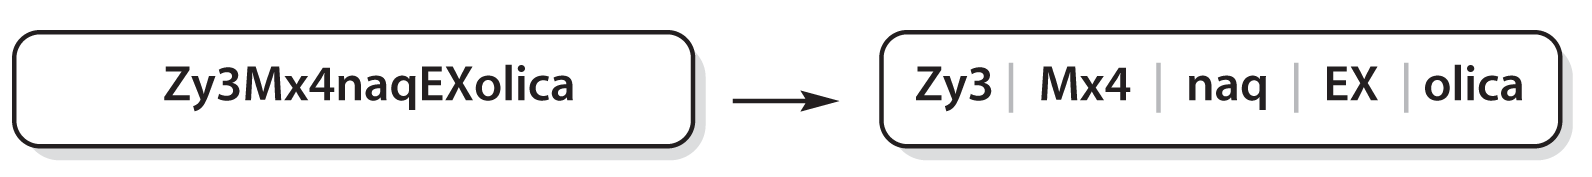 Zy3Mx4naqEXolica
Zy3 | Mx4 | naq | EX | olica